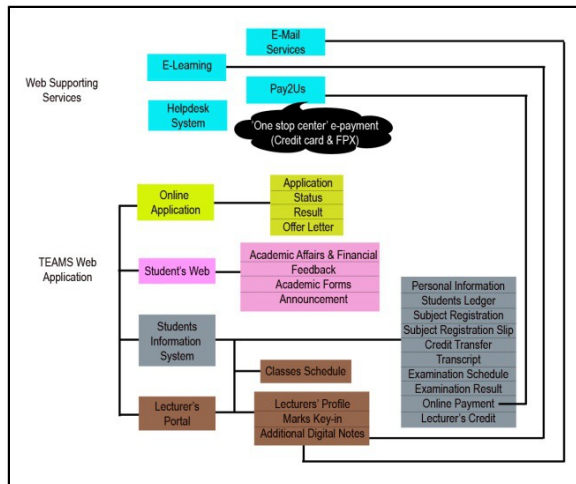 E-Mail
Services
E-Learning
Web Supporting
Services
Pay2Us
Helpdesk
System
'One stop center' e-payment
(Credit card & FPX)
Online
Application
Application
Status
Result
Offer Letter
TEAMS Web
Application
Student's Web
Academic Affairs & Financial
Feedback
Academic Forms
Announcement
Students
Information
System
Personal Information
Students Ledger
Subject Registration
Subject Registration Slip
Credit Transfer
Transcript
Examination Schedule
Examination Result
Online Payment
Lecturer's Credit
Classes Schedule
Lecturer's
Portal
Lecturers' Profile
Marks Key-in
Additional Digital Notes